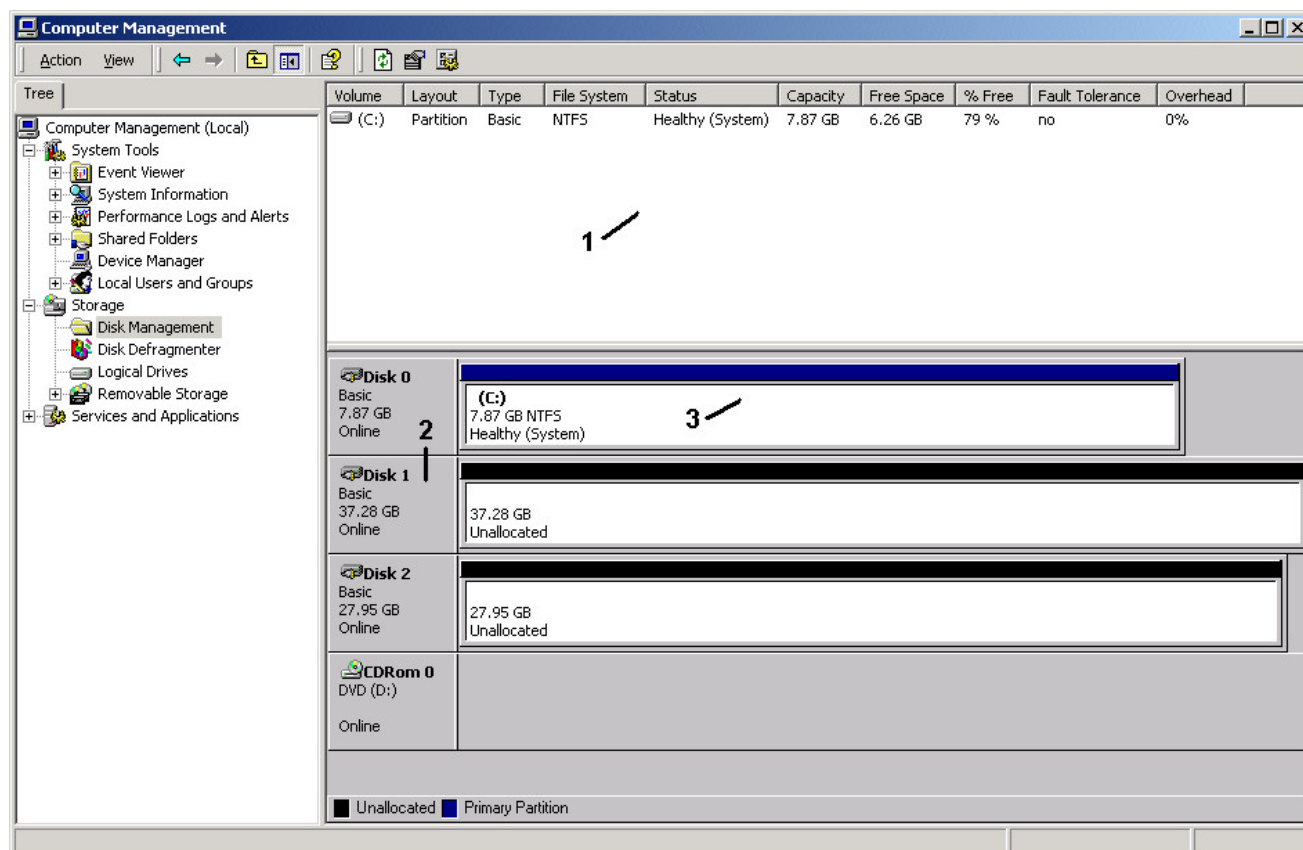 Computer Management
Action View
Tree
Computer Management (Local)
System Tools
Event Viewer
System Information
Performance Logs and Alerts
Shared Folders
Device Manager
Local Users and Groups
Storage
Disk Management
Disk Defragmenter
Logical Drives
Removable Storage
Services and Applications
Volume Layout Type File System Status Capacity Free Space % Free Fault Tolerance Overhead
(C:) Partition Basic NTFS Healthy (System) 7.87 GB 6.26 GB 79 % no 0%
1
Disk 0
Basic
7.87 GB
Online
(C:)
7.87 GB NTFS
Healthy (System)
3
2
Disk 1
Basic
37.28 GB
Online
37.28 GB
Unallocated
Disk 2
Basic
27.95 GB
Online
27.95 GB
Unallocated
CDRom 0
DVD (D:)
Online
Unallocated Primary Partition